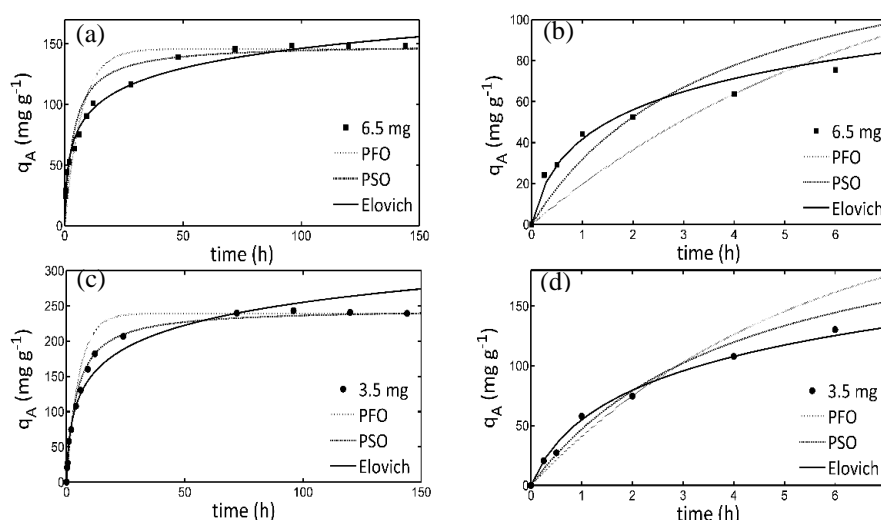 (a)
q_A (mg g⁻¹)
150
100
50
0
6.5 mg
PFO
PSO
Elovich
0 50 100 150
time (h)
(b)
q_A (mg g⁻¹)
100
80
60
40
20
0
6.5 mg
PFO
PSO
Elovich
0 1 2 3 4 5 6
time (h)
(c)
q_A (mg g⁻¹)
300
250
200
150
100
50
0
3.5 mg
PFO
PSO
Elovich
0 50 100 150
time (h)
(d)
q_A (mg g⁻¹)
150
100
50
0
3.5 mg
PFO
PSO
Elovich
0 1 2 3 4 5 6
time (h)